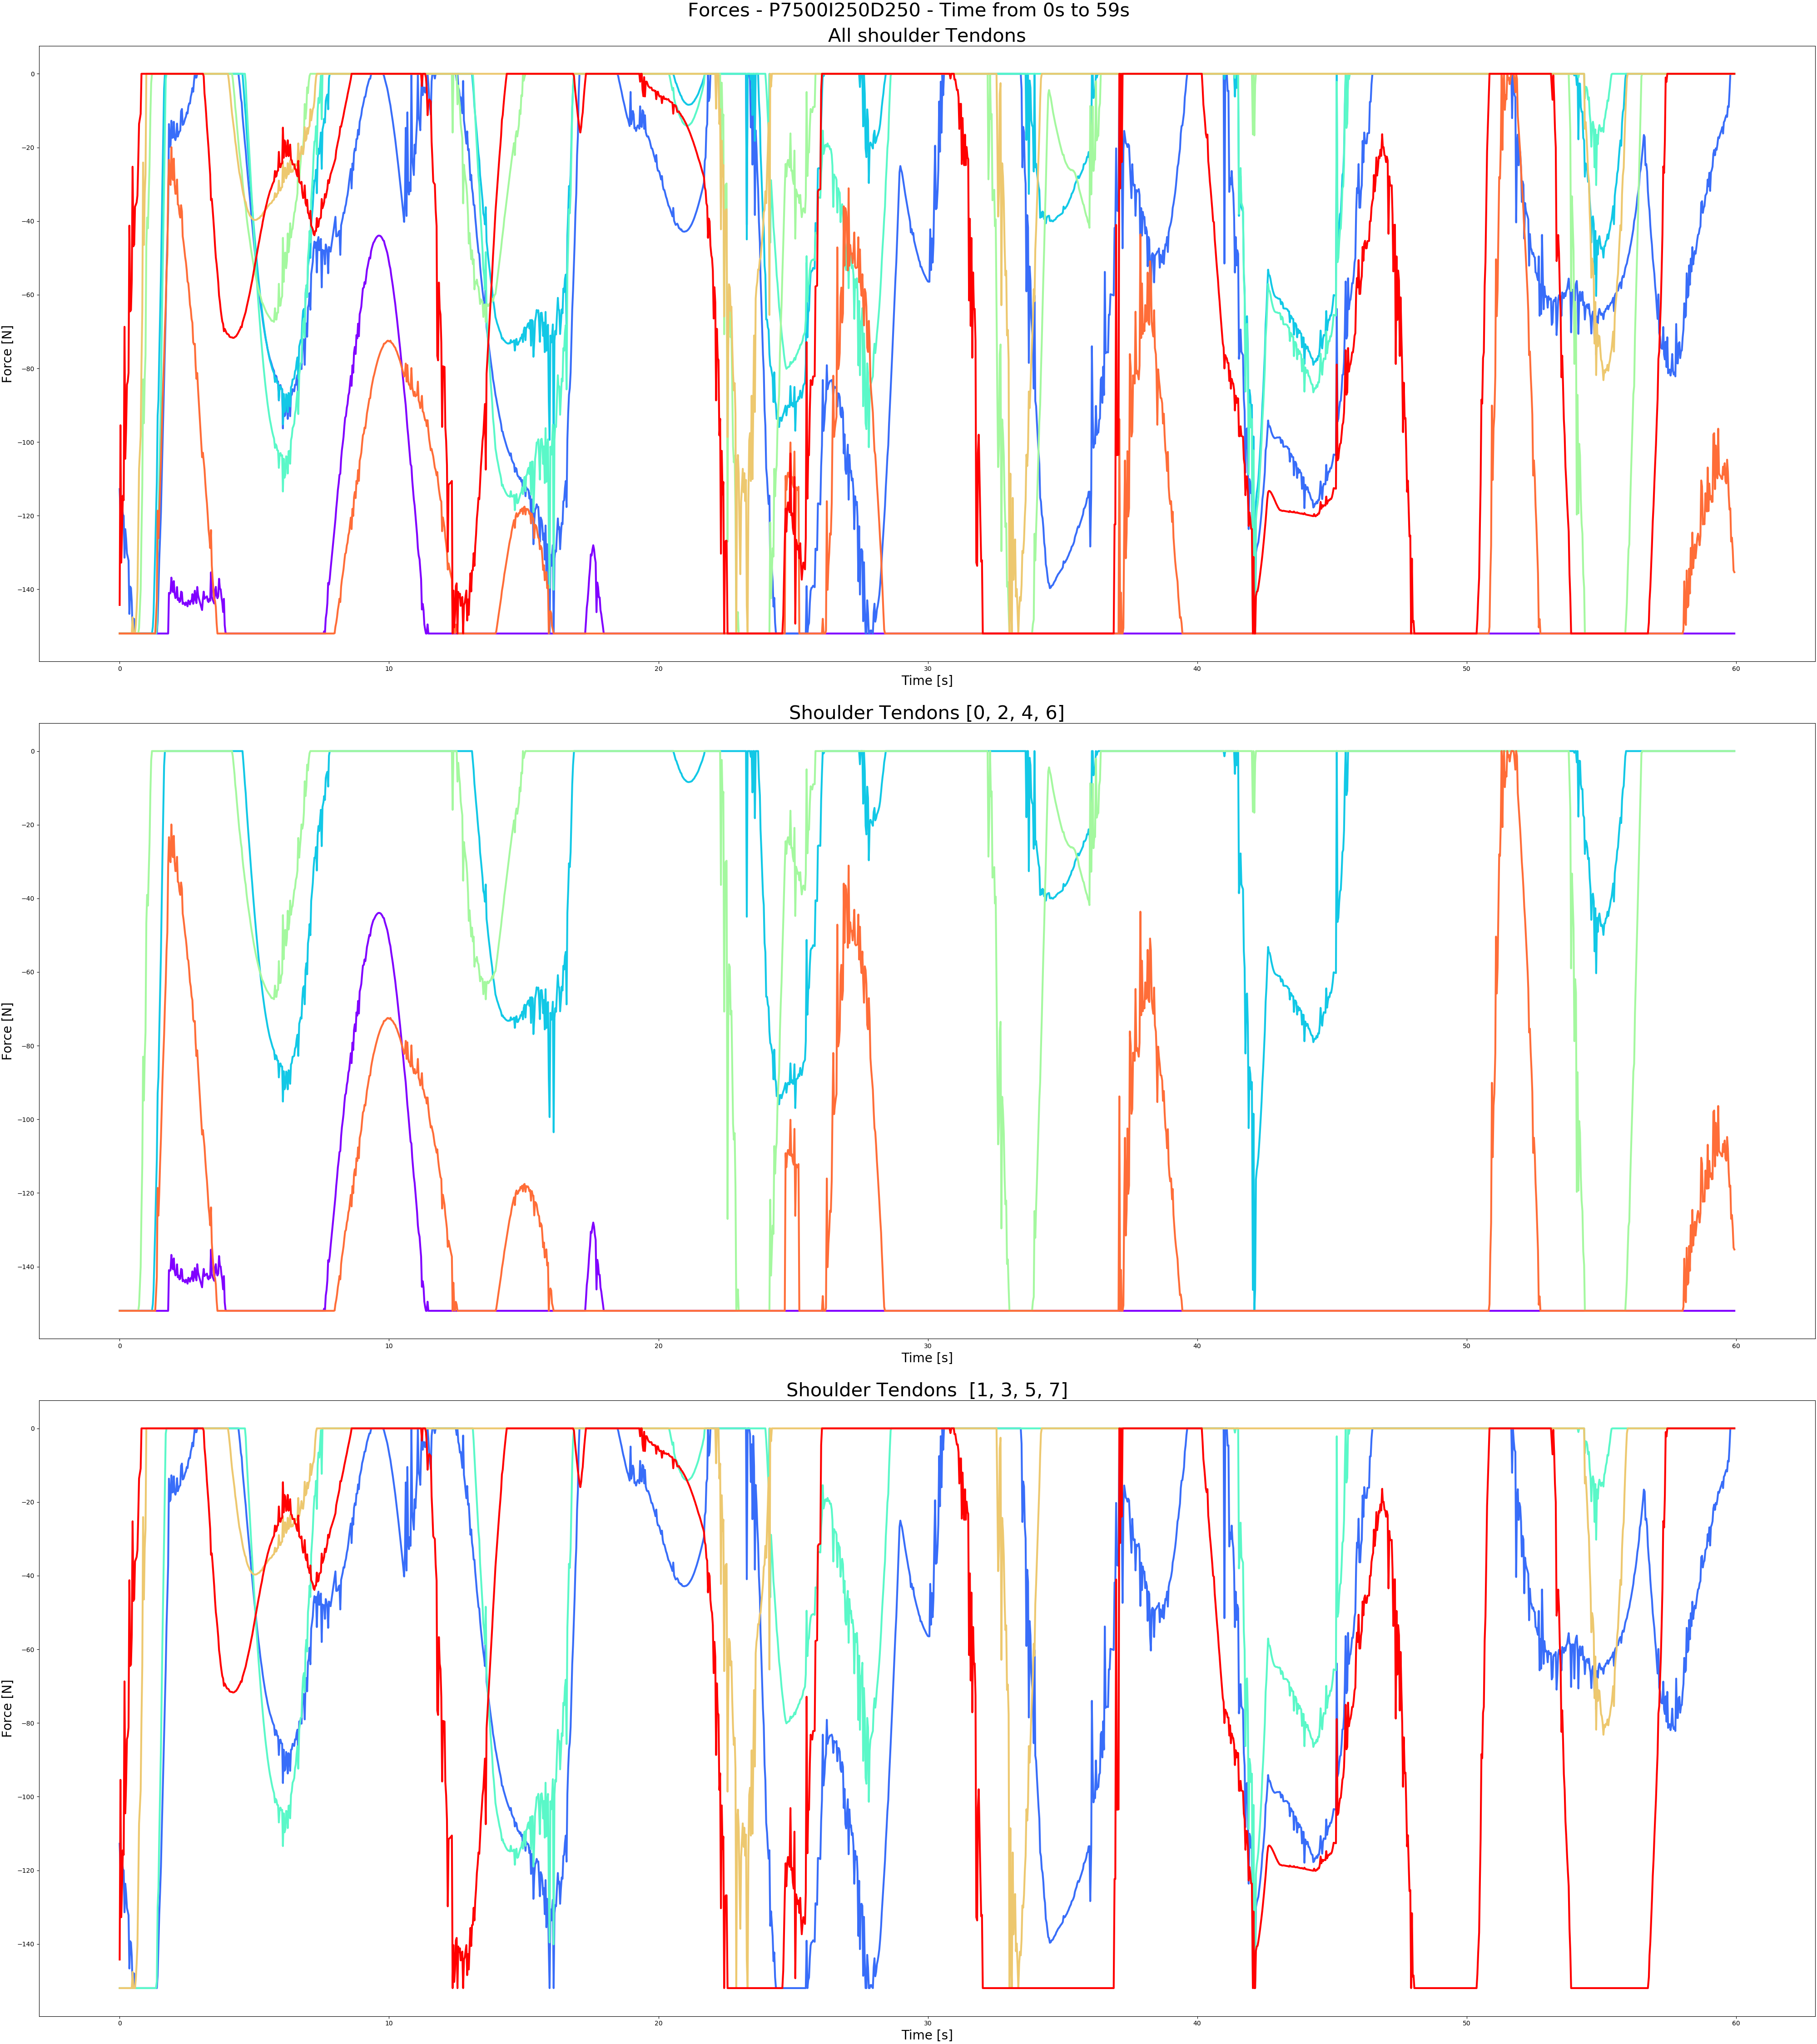 Forces - P7500I250D250 - Time from 0s to 59s
All shoulder Tendons
Force [N]
0
−20
−40
−60
−80
−100
−120
−140
0 10 20 30 40 50 60
Time [s]
Shoulder Tendons [0, 2, 4, 6]
Force [N]
0
−20
−40
−60
−80
−100
−120
−140
0 10 20 30 40 50 60
Time [s]
Shoulder Tendons [1, 3, 5, 7]
Force [N]
0
−20
−40
−60
−80
−100
−120
−140
0 10 20 30 40 50 60
Time [s]